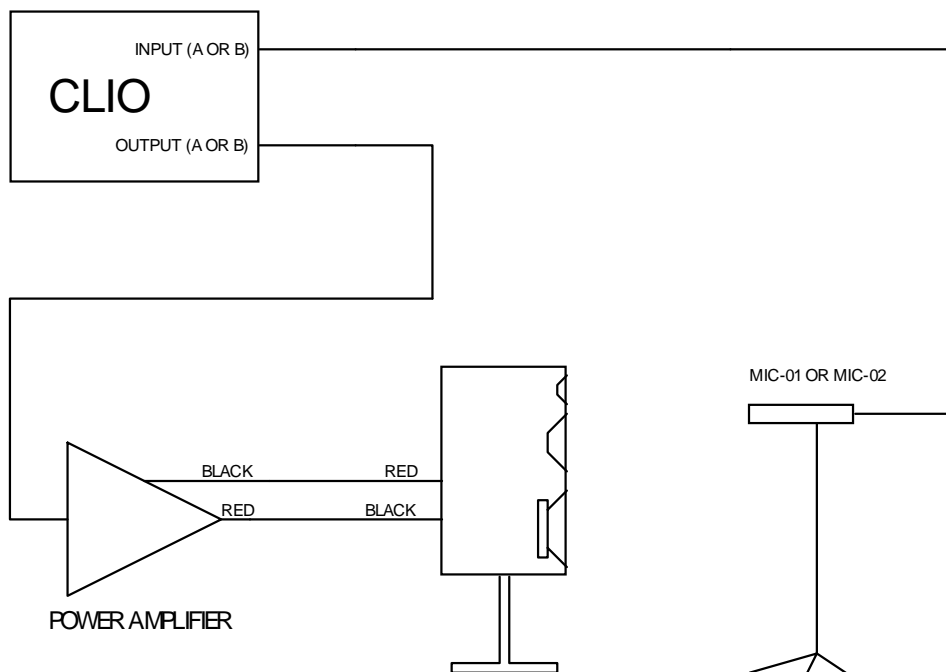 INPUT (A OR B)
CLIO
OUTPUT (A OR B)
MIC-01 OR MIC-02
BLACK RED
RED BLACK
POWER AMPLIFIER